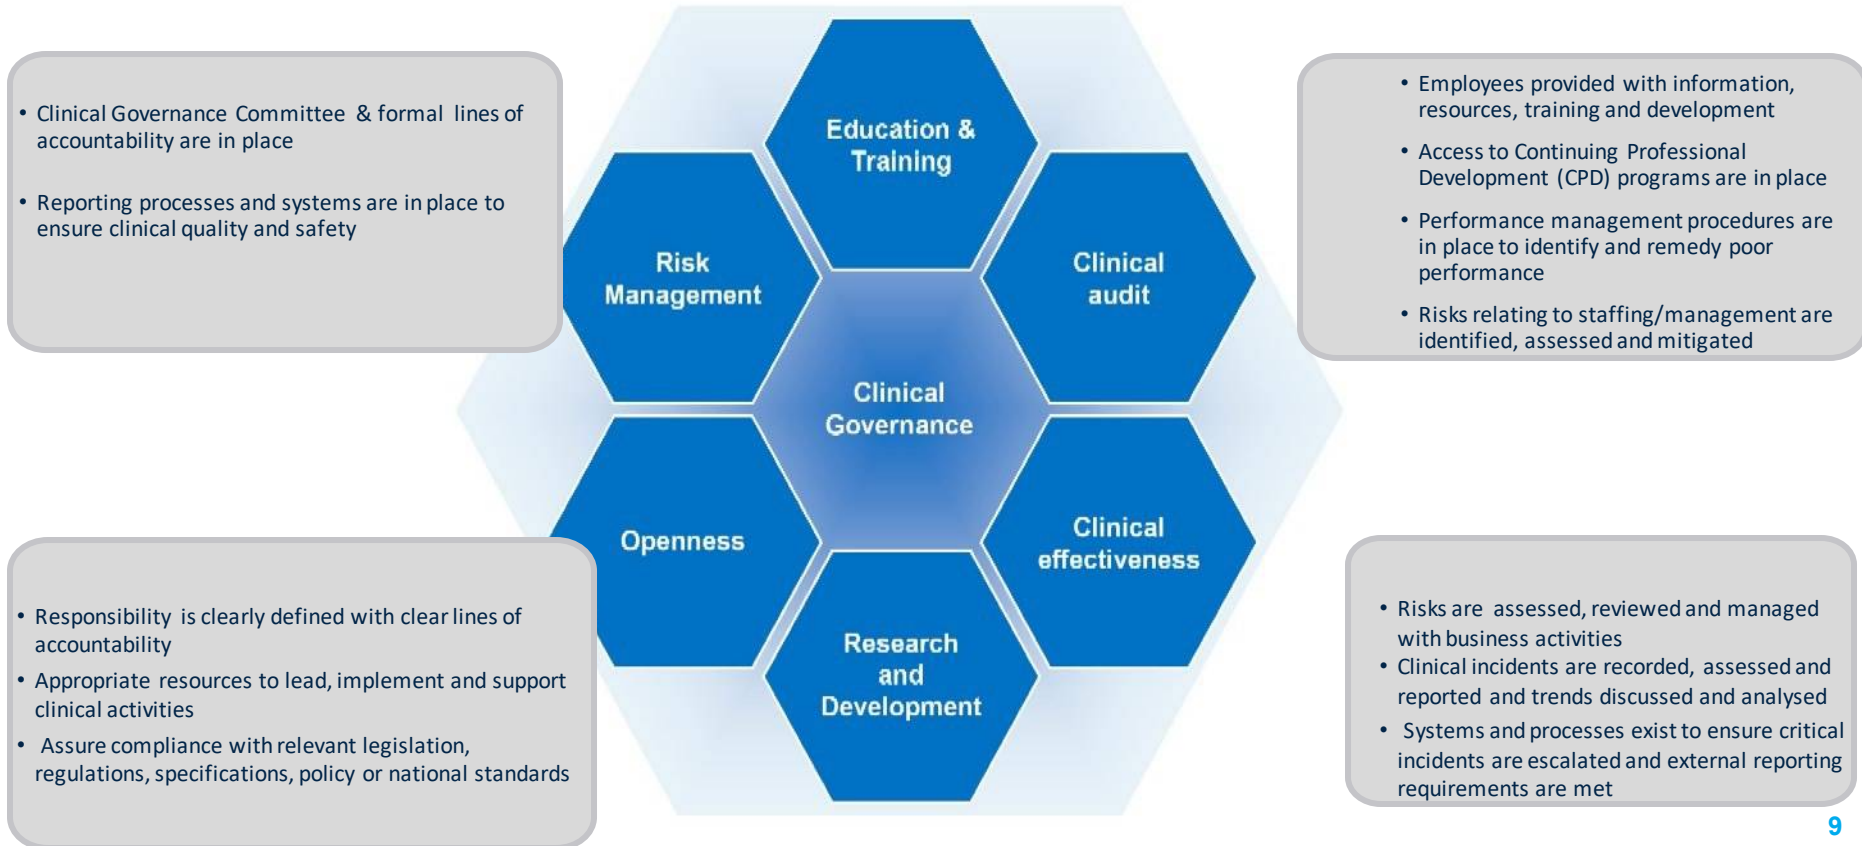 • Clinical Governance Committee & formal lines of
accountability are in place
• Reporting processes and systems are in place to
ensure clinical quality and safety
Education &
Training
Risk
Management
Clinical
audit
Clinical
Governance
Openness
Clinical
effectiveness
Research
and
Development
• Employees provided with information,
resources, training and development
• Access to Continuing Professional
Development (CPD) programs are in place
• Performance management procedures are
in place to identify and remedy poor
performance
• Risks relating to staffing/management are
identified, assessed and mitigated
• Responsibility is clearly defined with clear lines of
accountability
• Appropriate resources to lead, implement and support
clinical activities
• Assure compliance with relevant legislation,
regulations, specifications, policy or national standards
• Risks are assessed, reviewed and managed
with business activities
• Clinical incidents are recorded, assessed and
reported and trends discussed and analysed
• Systems and processes exist to ensure critical
incidents are escalated and external reporting
requirements are met
9